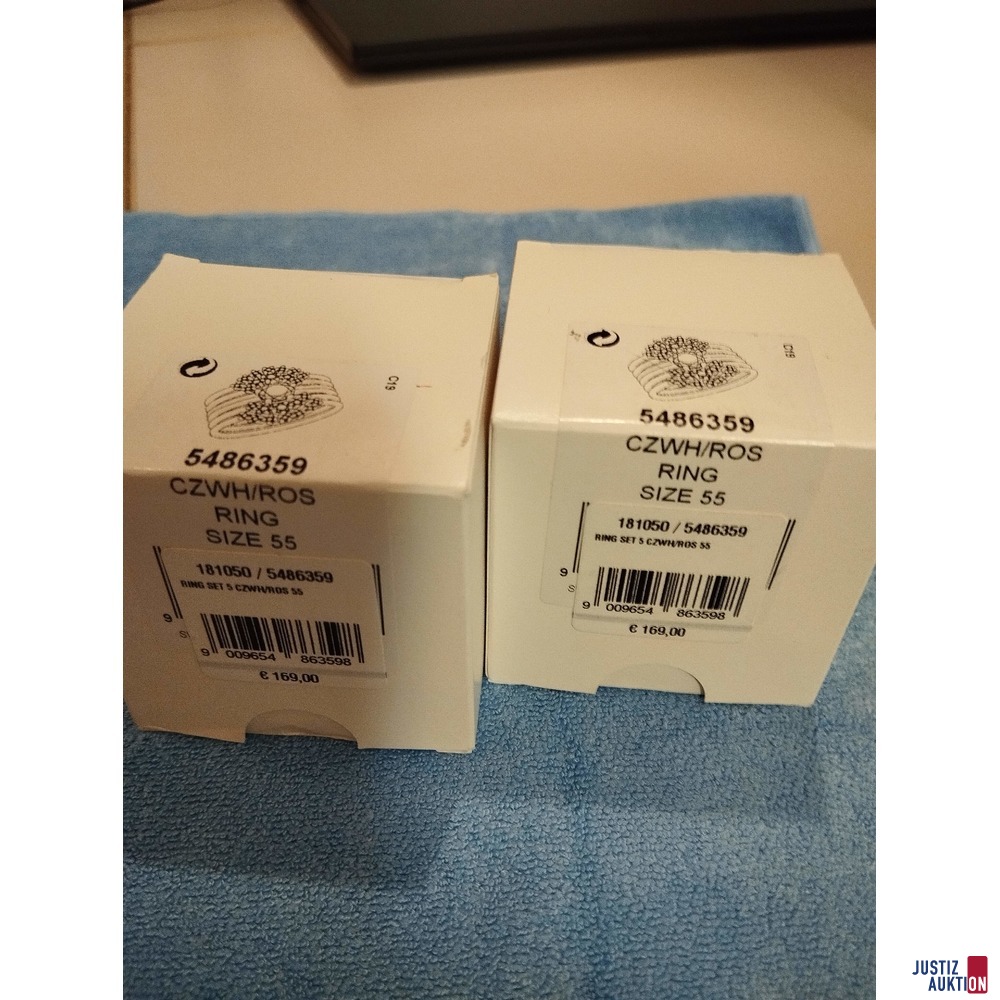 C19
5486359
CZWH/ROS
RING
SIZE 55
181050 / 5486359
RING SET 5 CZWH/ROS 55
9
9 009654 863598
€ 169,00
C19
5486359
CZWH/ROS
RING
SIZE 55
181050 / 5486359
RING SET 5 CZWH/ROS 55
9
9 009654 863598
€ 169,00
JUSTIZ
AUKTION